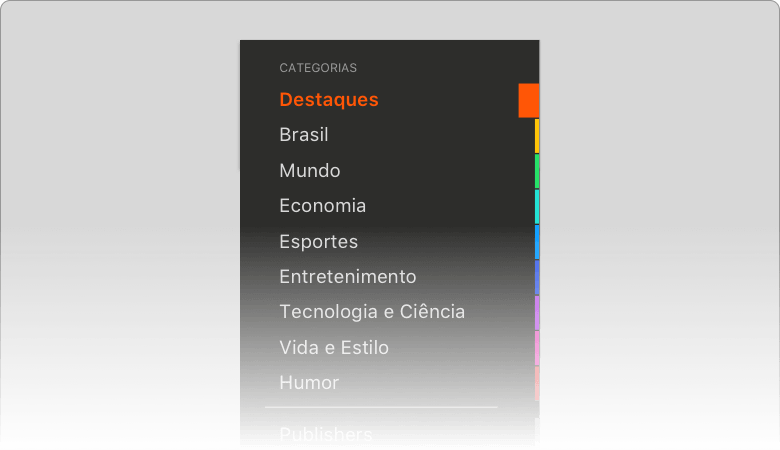 CATEGORIAS
Destaques
Brasil
Mundo
Economia
Esportes
Entretenimento
Tecnologia e Ciência
Vida e Estilo
Humor
Publishers